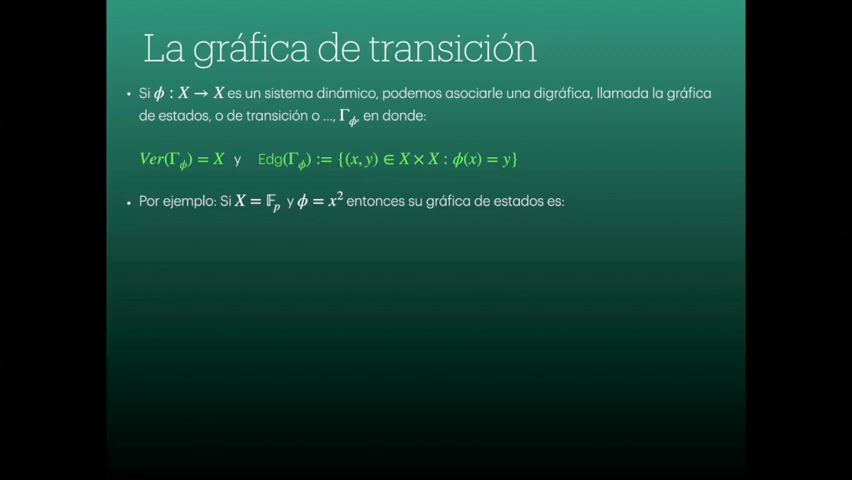 La gráfica de transición
• Si ϕ : X → X es un sistema dinámico, podemos asociarle una digráfica, llamada la gráfica
de estados, o de transición o ..., Γ_ϕ, en donde:
Ver(Γ_ϕ) = X y Edg(Γ_ϕ) := {(x, y) ∈ X × X : ϕ(x) = y}
• Por ejemplo: Si X = 𝔽_p y ϕ = x² entonces su gráfica de estados es: